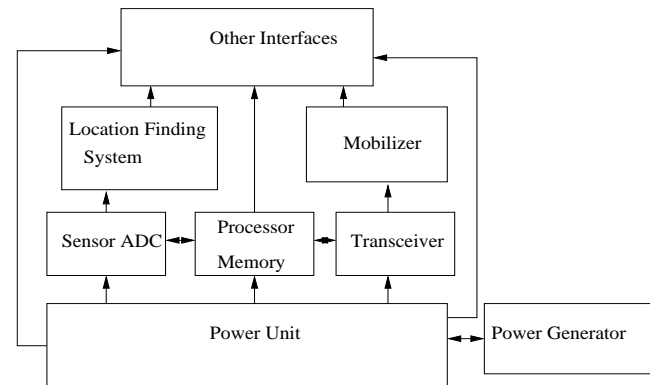 Other Interfaces
Location Finding
System
Mobilizer
Sensor ADC
Processor
Memory
Transceiver
Power Unit
Power Generator